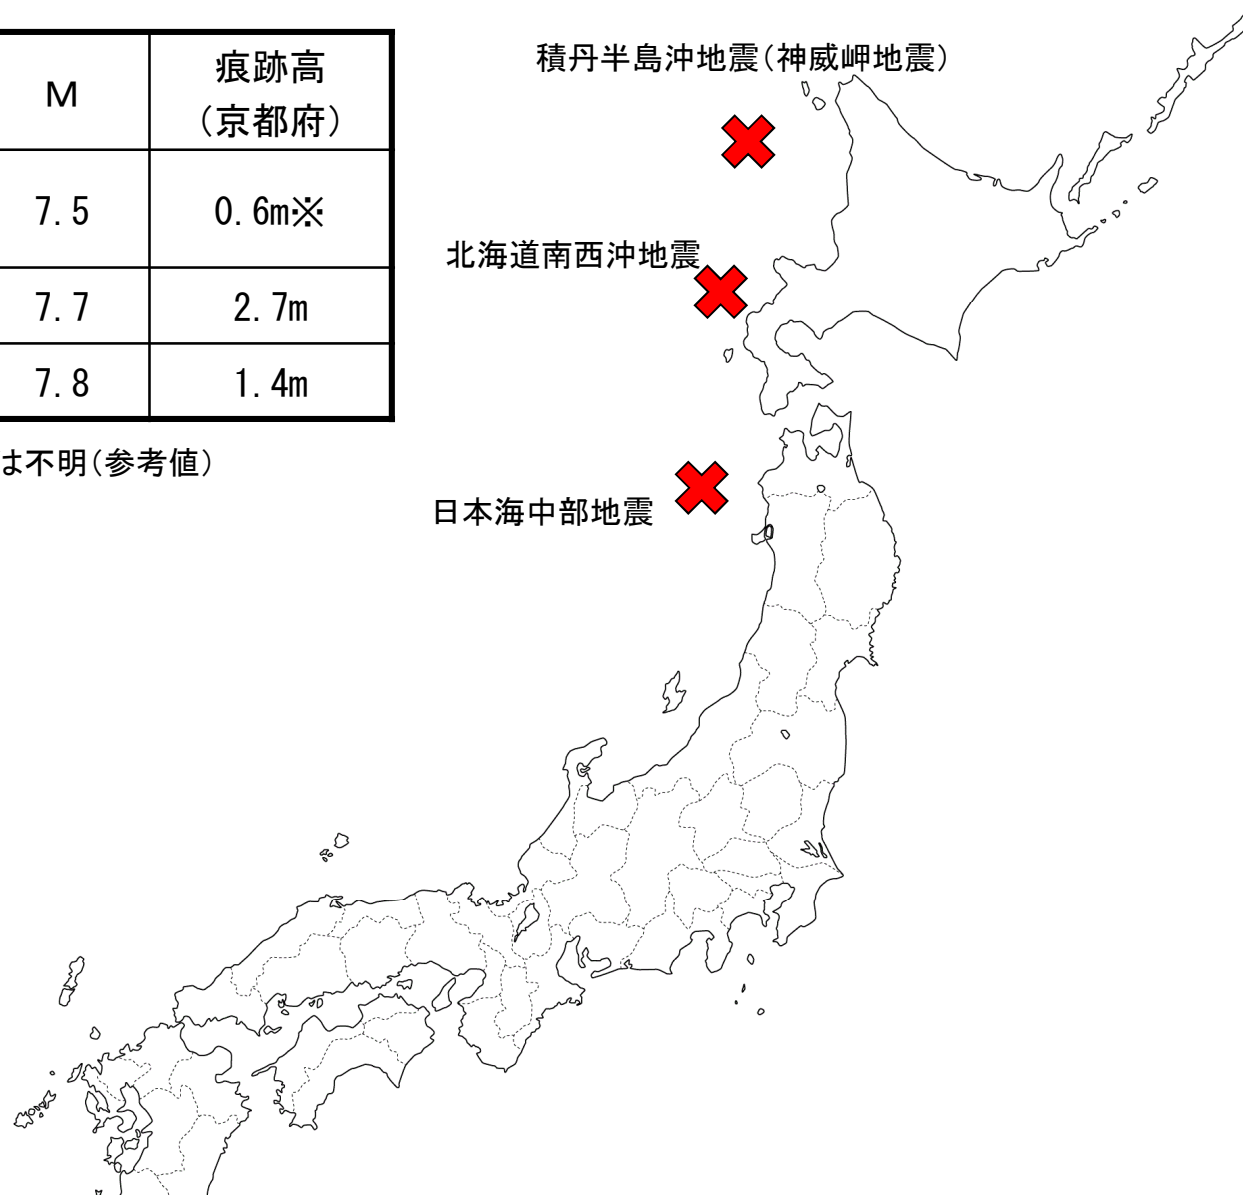 M
痕跡高
（京都府）
7.5
0.6m※
7.7
2.7m
7.8
1.4m
は不明（参考値）
積丹半島沖地震（神威岬地震）
北海道南西沖地震
日本海中部地震